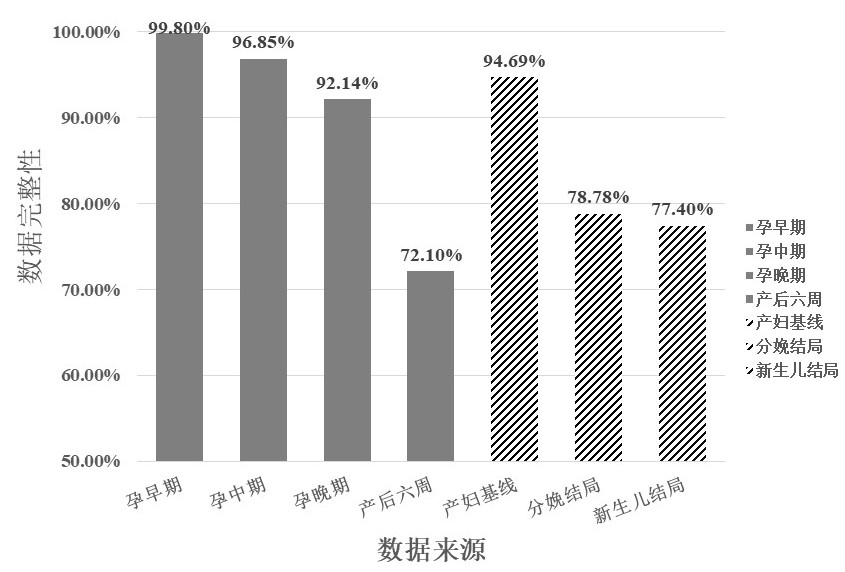 100.00%
90.00%
80.00%
70.00%
60.00%
50.00%
数据完整性
99.80%
96.85%
92.14%
72.10%
94.69%
78.78%
77.40%
孕早期
孕中期
孕晚期
产后六周
产妇基线
分娩结局
新生儿结局
数据来源
孕早期
孕中期
孕晚期
产后六周
产妇基线
分娩结局
新生儿结局